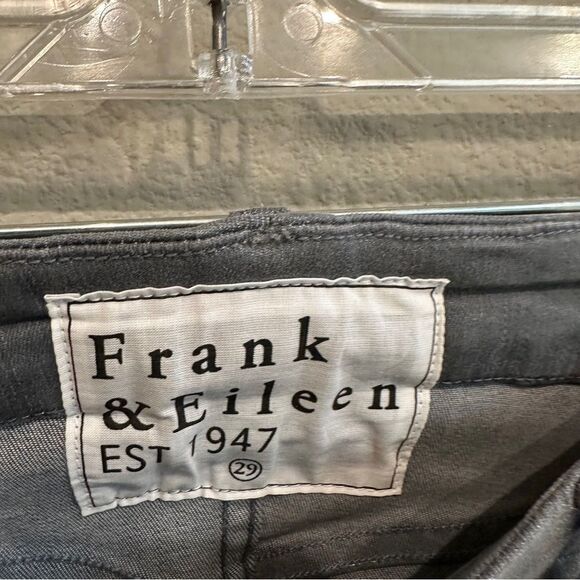 Frank
& Eileen
EST 1947
29